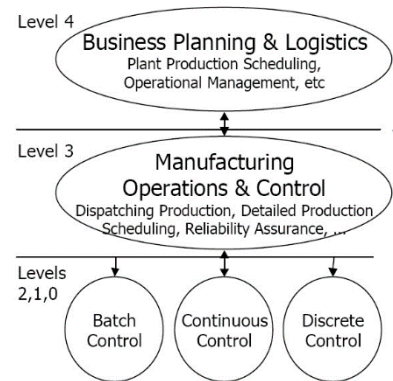 Level 4
Business Planning & Logistics
Plant Production Scheduling,
Operational Management, etc
Level 3
Manufacturing
Operations & Control
Dispatching Production, Detailed Production
Scheduling, Reliability Assurance, ...
Levels
2,1,0
Batch
Control
Continuous
Control
Discrete
Control